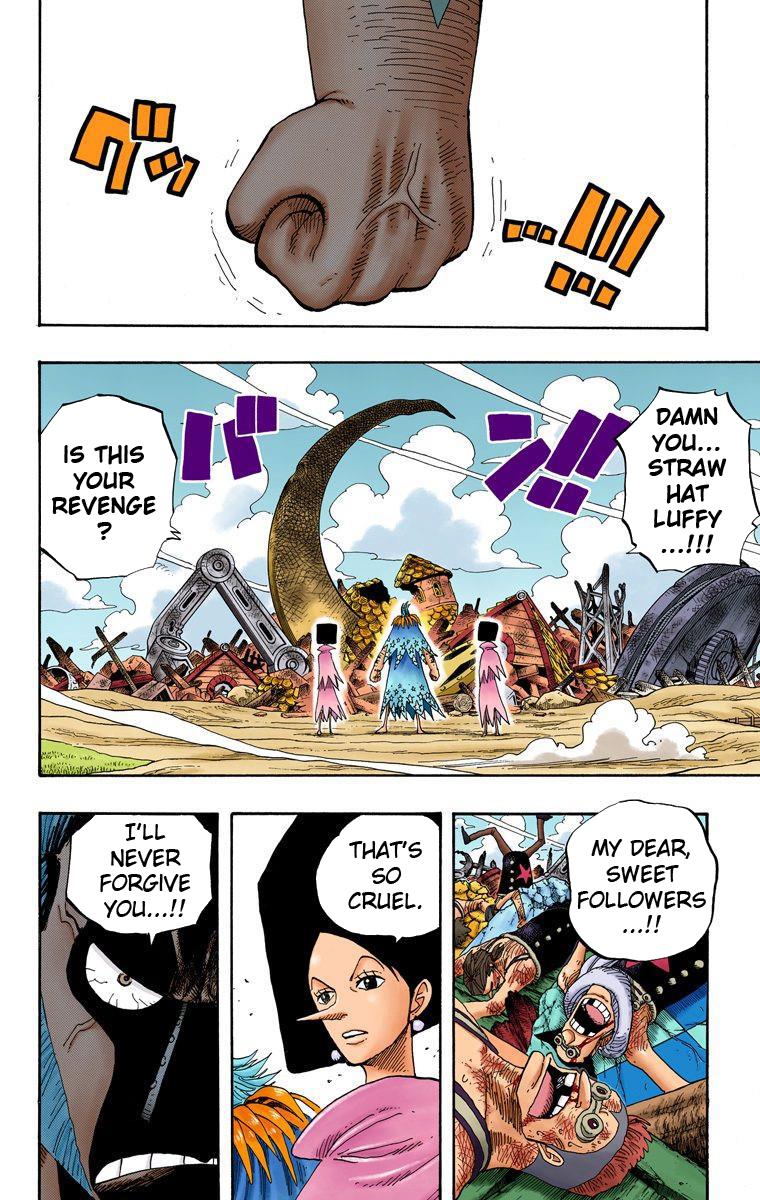 グッ
…!!!
…
DAMN
YOU...
STRAW
HAT
LUFFY
...!!!
バン!!
IS THIS
YOUR
REVENGE
?
MY DEAR,
SWEET
FOLLOWERS
...!!
THAT'S
SO
CRUEL.
I'LL
NEVER
FORGIVE
YOU...!!